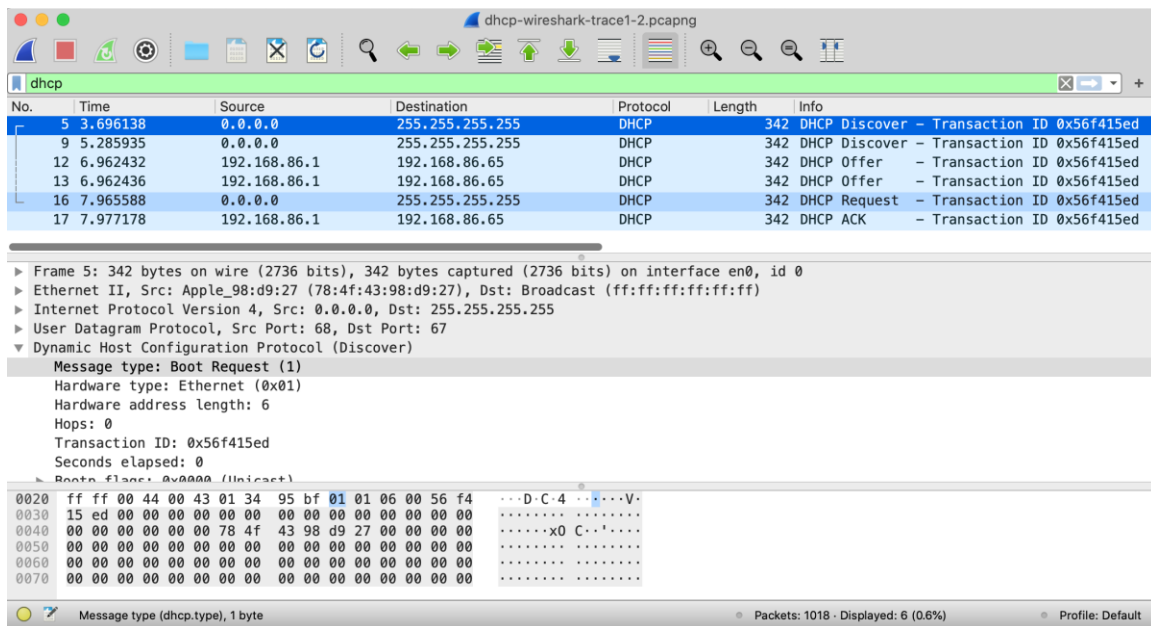 dhcp-wireshark-trace1-2.pcapng
dhcp
No. Time Source Destination Protocol Length Info
5 3.696138 0.0.0.0 255.255.255.255 DHCP 342 DHCP Discover – Transaction ID 0x56f415ed
9 5.285935 0.0.0.0 255.255.255.255 DHCP 342 DHCP Discover – Transaction ID 0x56f415ed
12 6.962432 192.168.86.1 192.168.86.65 DHCP 342 DHCP Offer – Transaction ID 0x56f415ed
13 6.962436 192.168.86.1 192.168.86.65 DHCP 342 DHCP Offer – Transaction ID 0x56f415ed
16 7.965588 0.0.0.0 255.255.255.255 DHCP 342 DHCP Request – Transaction ID 0x56f415ed
17 7.977178 192.168.86.1 192.168.86.65 DHCP 342 DHCP ACK – Transaction ID 0x56f415ed
Frame 5: 342 bytes on wire (2736 bits), 342 bytes captured (2736 bits) on interface en0, id 0
Ethernet II, Src: Apple_98:d9:27 (78:4f:43:98:d9:27), Dst: Broadcast (ff:ff:ff:ff:ff:ff)
Internet Protocol Version 4, Src: 0.0.0.0, Dst: 255.255.255.255
User Datagram Protocol, Src Port: 68, Dst Port: 67
Dynamic Host Configuration Protocol (Discover)
Message type: Boot Request (1)
Hardware type: Ethernet (0x01)
Hardware address length: 6
Hops: 0
Transaction ID: 0x56f415ed
Seconds elapsed: 0
Bootp flags: 0x0000 (Unicast)
0020 ff ff 00 44 00 43 01 34 95 bf 01 01 06 00 56 f4 ···D·C·4 ······V·
0030 15 ed 00 00 00 00 00 00 00 00 00 00 00 00 00 00 ········ ········
0040 00 00 00 00 00 00 78 4f 43 98 d9 27 00 00 00 00 ······xO C··'····
0050 00 00 00 00 00 00 00 00 00 00 00 00 00 00 00 00 ········ ········
0060 00 00 00 00 00 00 00 00 00 00 00 00 00 00 00 00 ········ ········
0070 00 00 00 00 00 00 00 00 00 00 00 00 00 00 00 00 ········ ········
Message type (dhcp.type), 1 byte Packets: 1018 · Displayed: 6 (0.6%) Profile: Default